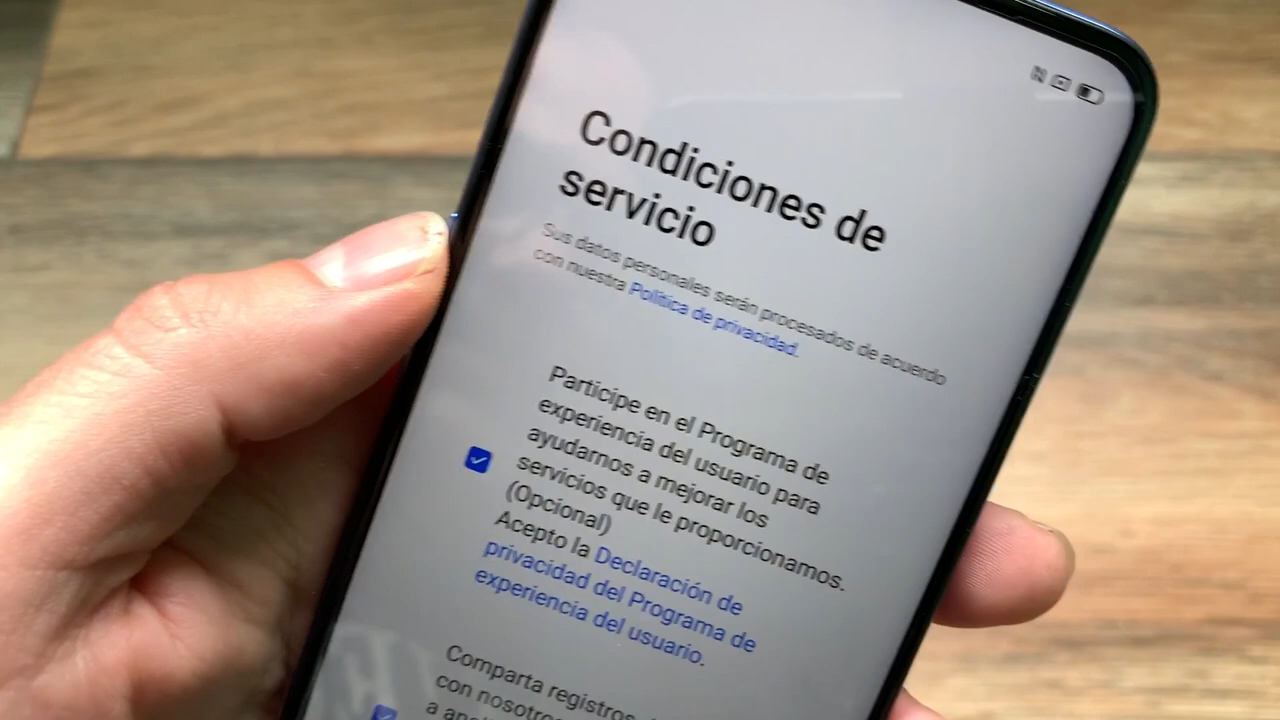 Condiciones de
servicio
Sus datos personales serán procesados de acuerdo
con nuestra Política de privacidad.
Participe en el Programa de
experiencia del usuario para
ayudarnos a mejorar los
servicios que le proporcionamos.
(Opcional)
Acepto la Declaración de
privacidad del Programa de
experiencia del usuario.
Comparta registros
con nosotros
a